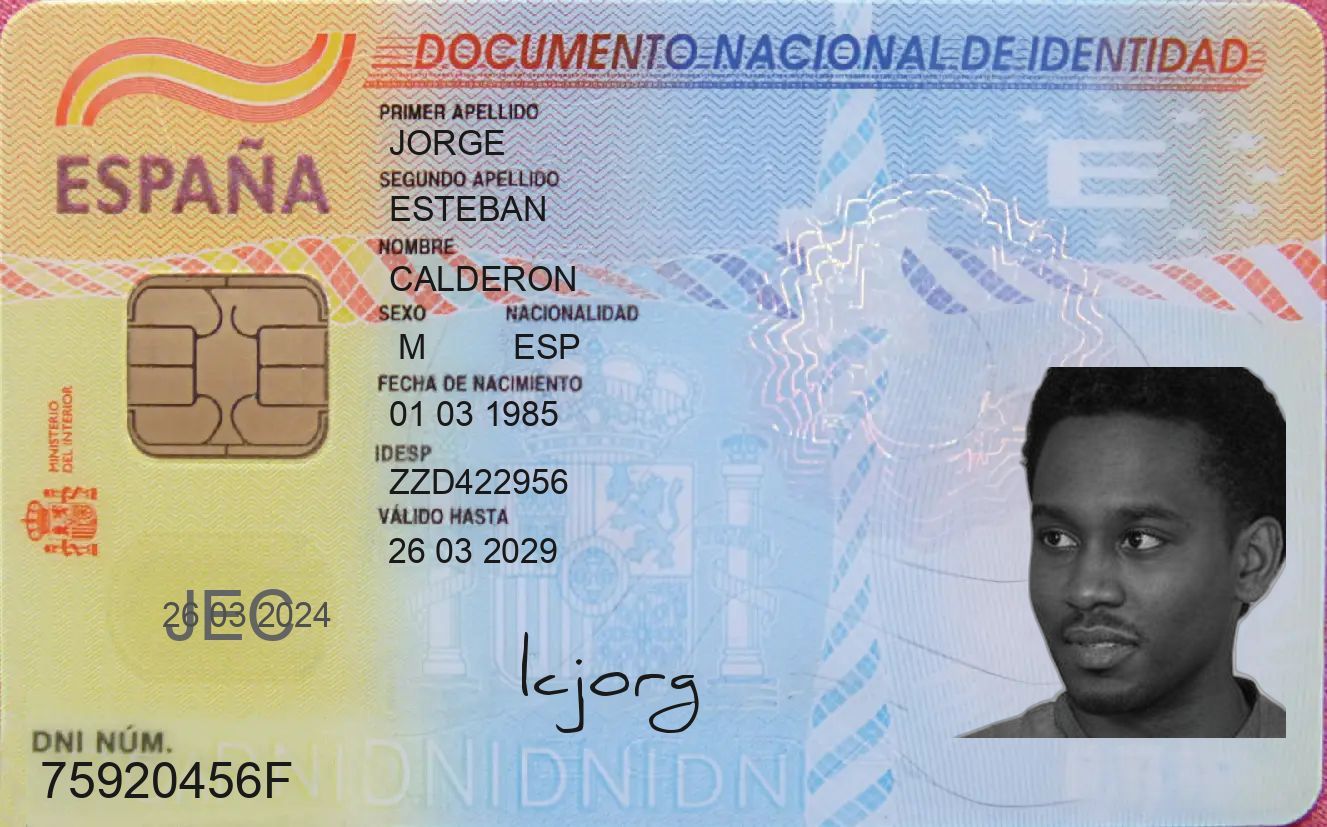 DOCUMENTO NACIONAL DE IDENTIDAD
ESPAÑA
PRIMER APELLIDO
JORGE
SEGUNDO APELLIDO
ESTEBAN
NOMBRE
CALDERON
SEXO NACIONALIDAD
M ESP
FECHA DE NACIMIENTO
01 03 1985
IDESP
ZZD422956
VÁLIDO HASTA
26 03 2029
MINISTERIO
DEL INTERIOR
E
26 03 2024
JEC
lcjorg
DNI NÚM.
75920456F
DNIDNIDNIDNI